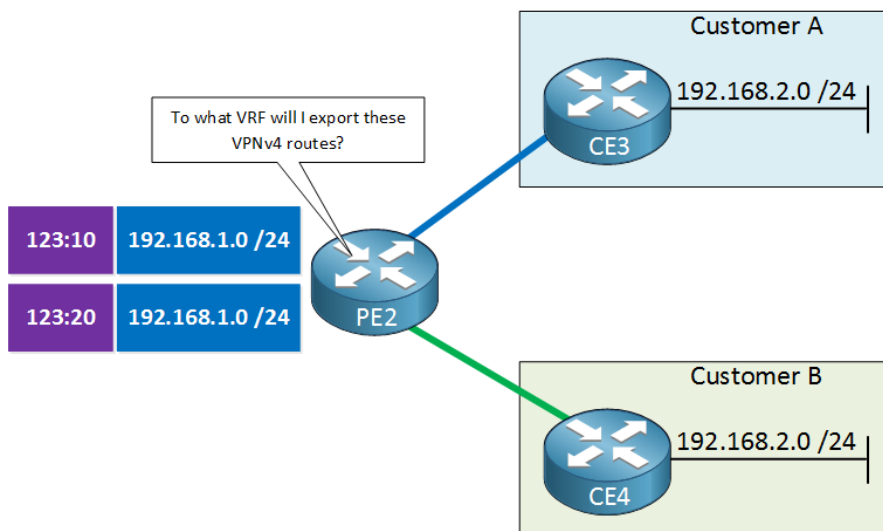 Customer A
192.168.2.0 /24
CE3
To what VRF will I export these
VPNv4 routes?
123:10 192.168.1.0 /24
123:20 192.168.1.0 /24
PE2
Customer B
192.168.2.0 /24
CE4